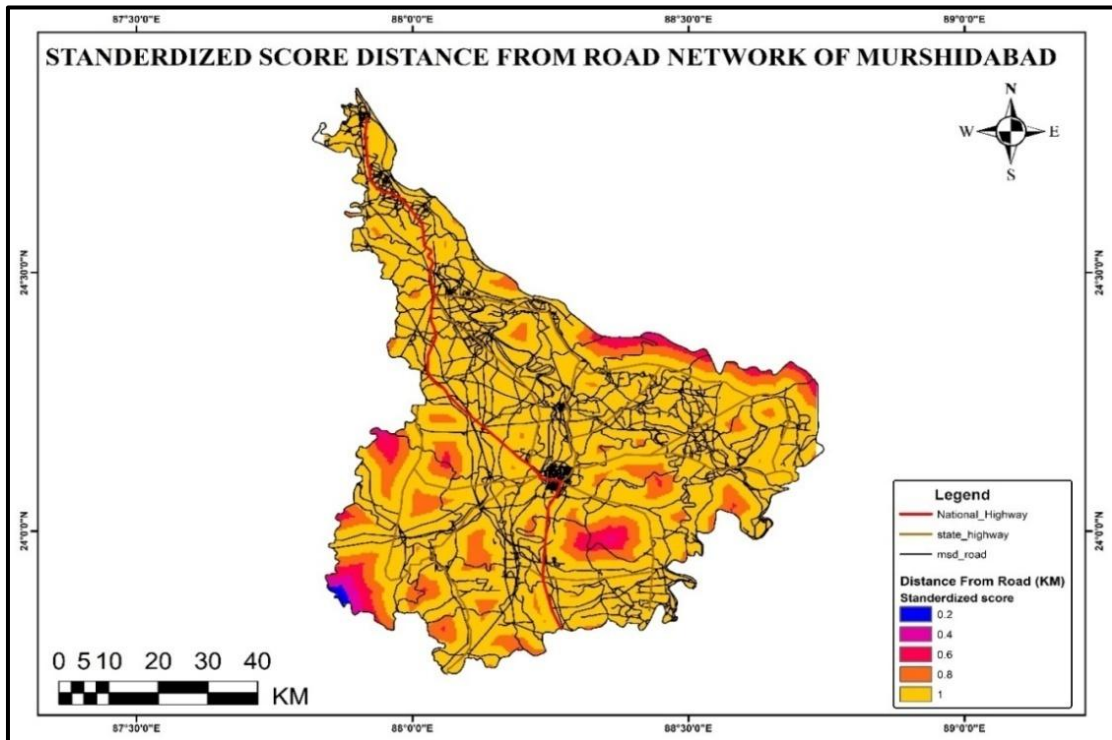 87°30'0"E 88°0'0"E 88°30'0"E 89°0'0"E
STANDERDIZED SCORE DISTANCE FROM ROAD NETWORK OF MURSHIDABAD
N
W E
S
24°30'0"N 24°30'0"N
24°0'0"N 24°0'0"N
Legend
National_Highway
state_highway
msd_road
Distance From Road (KM)
Standerdized score
0.2
0.4
0.6
0.8
1
0 5 10 20 30 40
KM
87°30'0"E 88°0'0"E 88°30'0"E 89°0'0"E